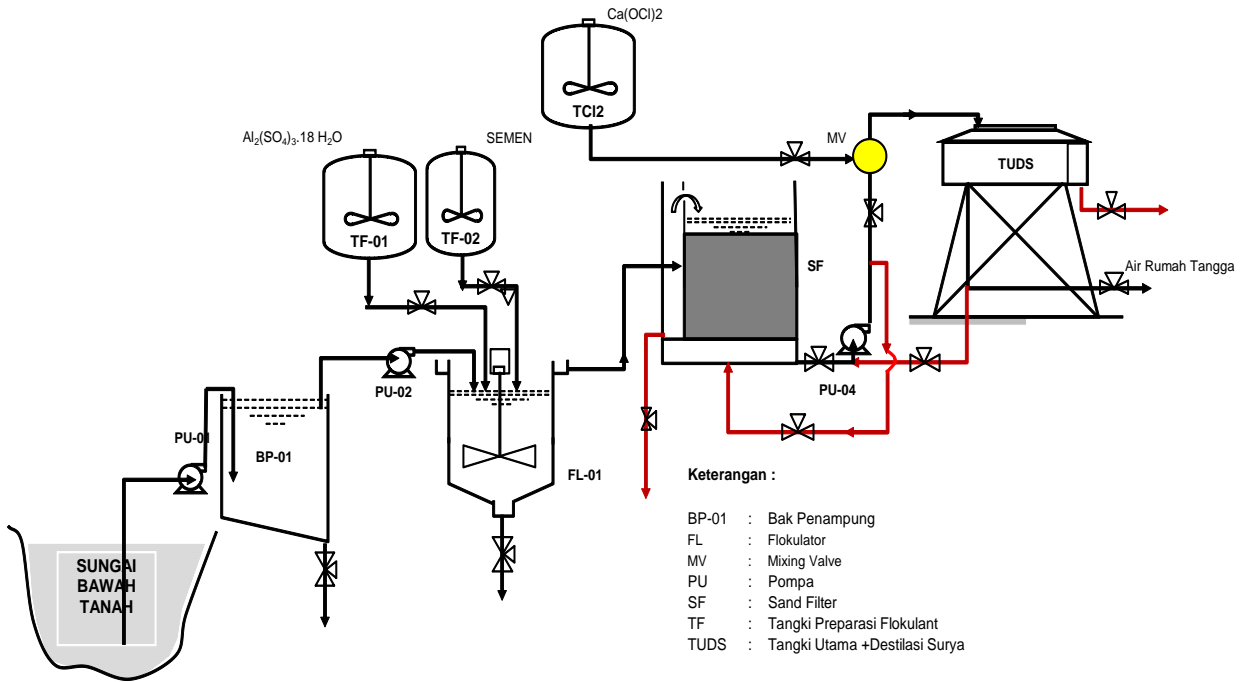 Ca(OCl)2
TCl2
Al₂(SO₄)₃.18 H₂O
SEMEN
MV
TUDS
TF-01
TF-02
SF
Air Rumah Tangga
PU-02
PU-04
PU-01
BP-01
FL-01
Keterangan :
BP-01 : Bak Penampung
FL : Flokulator
MV : Mixing Valve
PU : Pompa
SF : Sand Filter
TF : Tangki Preparasi Flokulant
TUDS : Tangki Utama +Destilasi Surya
SUNGAI
BAWAH
TANAH